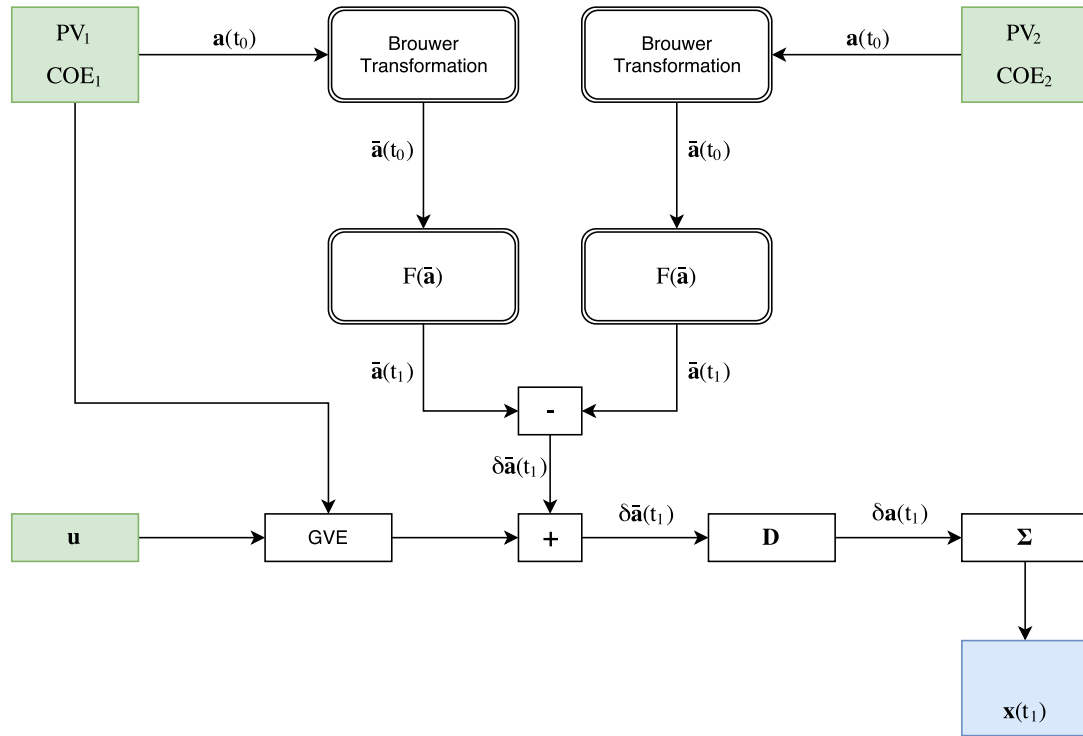 PV₁
COE₁
a(t₀)
Brouwer
Transformation
Brouwer
Transformation
a(t₀)
PV₂
COE₂
ā(t₀)
ā(t₀)
F(ā)
F(ā)
ā(t₁)
ā(t₁)
-
δā(t₁)
u
GVE
+
δā(t₁)
D
δa(t₁)
Σ
x(t₁)